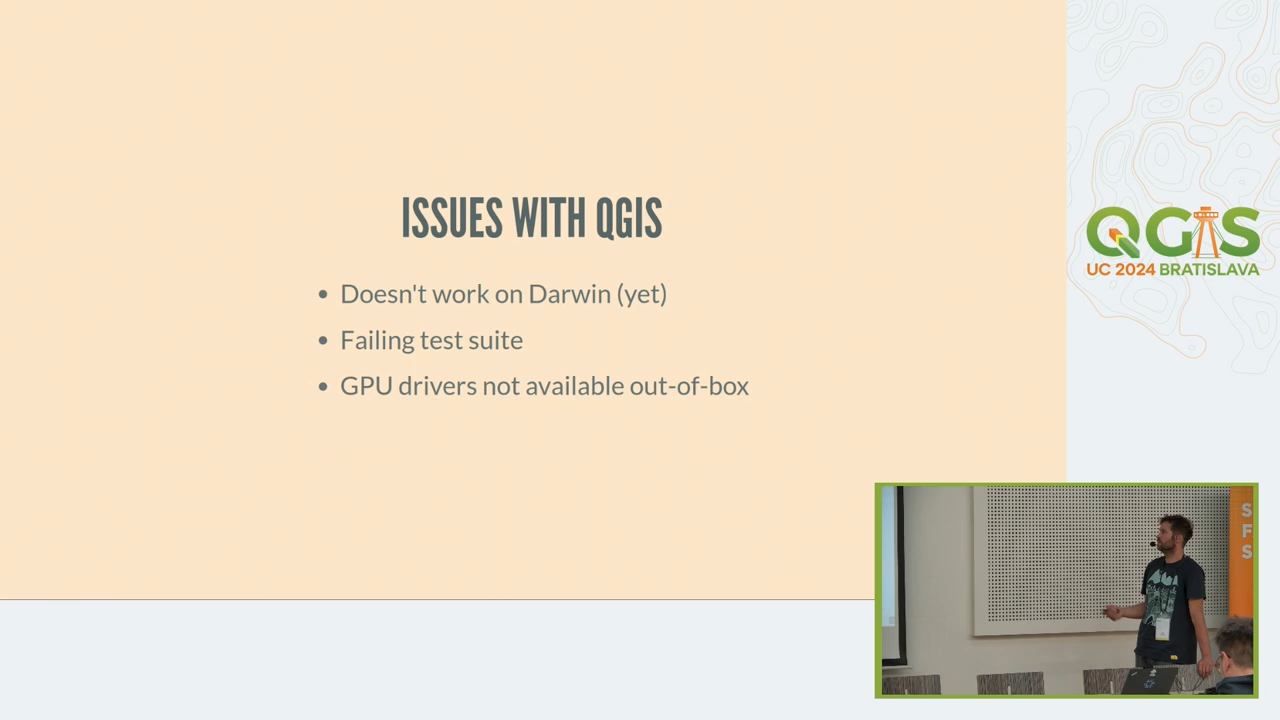 ISSUES WITH QGIS
Doesn't work on Darwin (yet)
Failing test suite
GPU drivers not available out-of-box
QGIS
UC 2024 BRATISLAVA
S
F
S